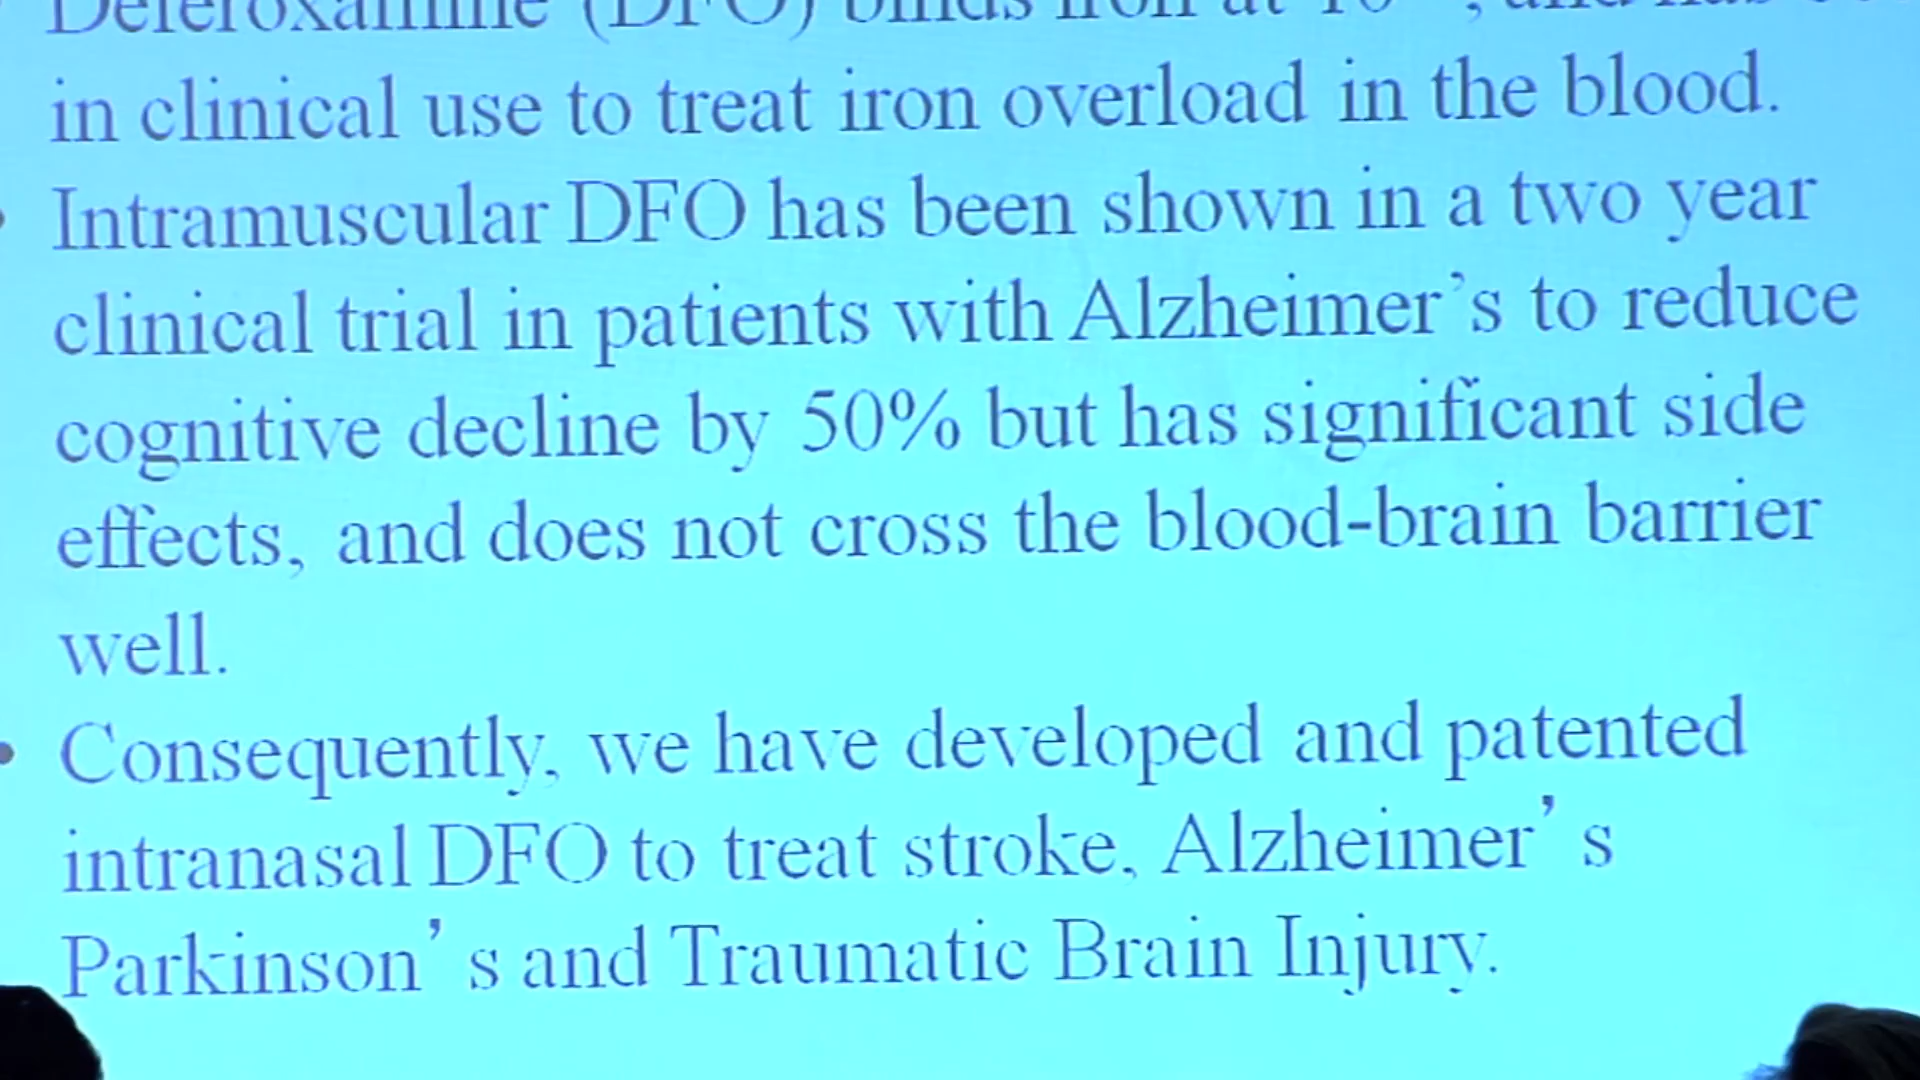 Deferoxamine (DFO) binds iron at 10 , and has
in clinical use to treat iron overload in the blood.
• Intramuscular DFO has been shown in a two year
clinical trial in patients with Alzheimer’s to reduce
cognitive decline by 50% but has significant side
effects, and does not cross the blood-brain barrier
well.
• Consequently, we have developed and patented
intranasal DFO to treat stroke, Alzheimer’ s
Parkinson’ s and Traumatic Brain Injury.